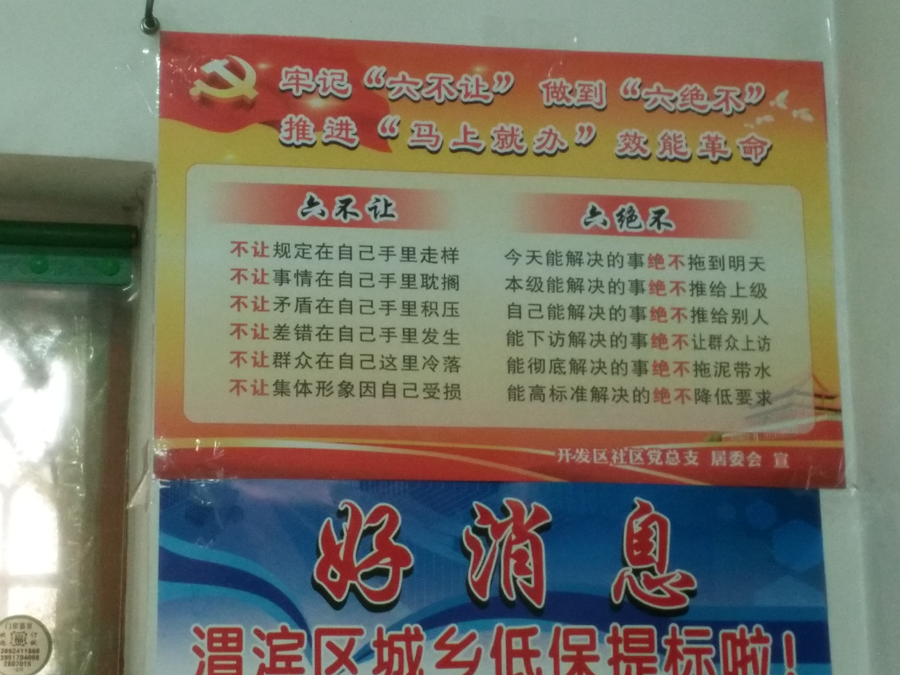 牢记“六不让” 做到“六绝不”
推进“马上就办” 效能革命
六不让
不让规定在自己手里走样
不让事情在自己手里耽搁
不让矛盾在自己手里积压
不让差错在自己手里发生
不让群众在自己这里冷落
不让集体形象因自己受损
六绝不
今天能解决的事绝不拖到明天
本级能解决的事绝不推给上级
自己能解决的事绝不推给别人
能下访解决的事绝不让群众上访
能彻底解决的事绝不拖泥带水
能高标准解决的绝不降低要求
开发区社区党总支 居委会 宣
好消息
渭滨区城乡低保提标啦!